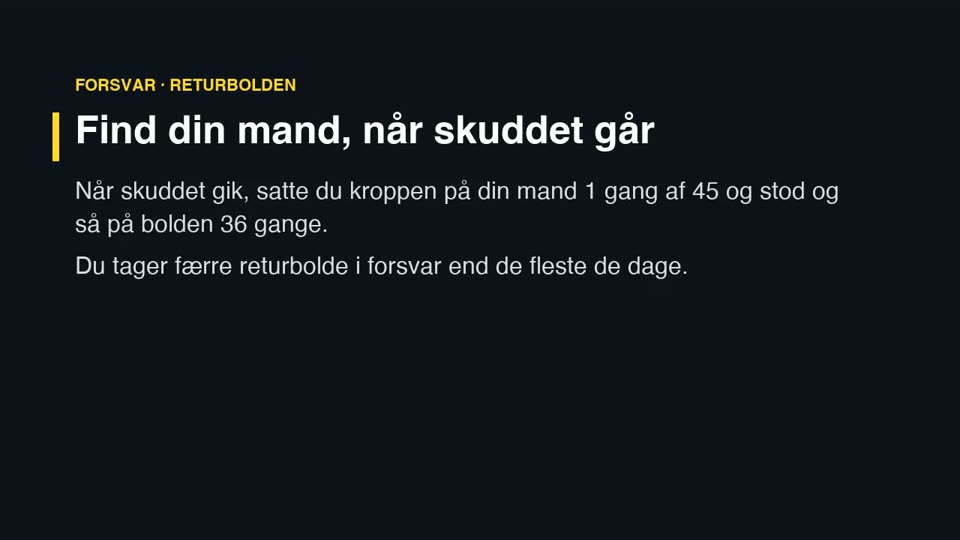 FORSVAR · RETURBOLDEN
Find din mand, når skuddet går
Når skuddet gik, satte du kroppen på din mand 1 gang af 45 og stod og
så på bolden 36 gange.
Du tager færre returbolde i forsvar end de fleste de dage.